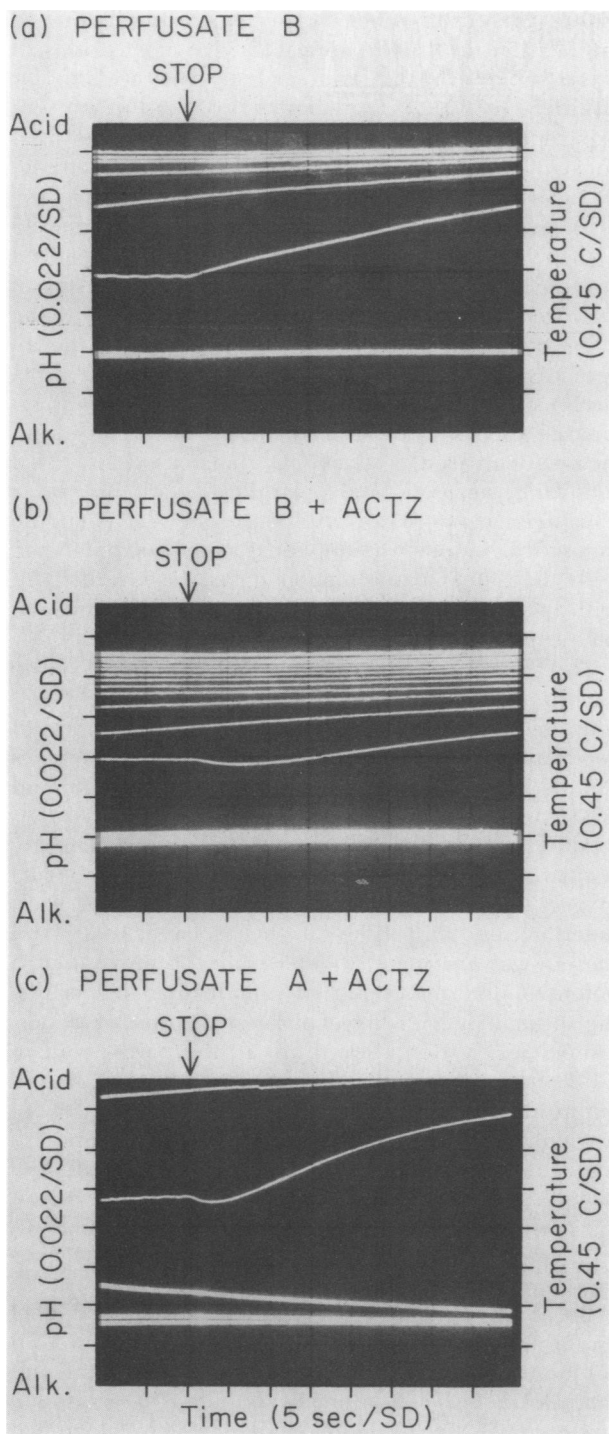 (a) PERFUSATE B
STOP
Acid
pH (0.022/SD)
Temperature
(0.45 C/SD)
Alk.
(b) PERFUSATE B + ACTZ
STOP
Acid
pH (0.022/SD)
Temperature
(0.45 C/SD)
Alk.
(c) PERFUSATE A + ACTZ
STOP
Acid
pH (0.022/SD)
Temperature
(0.45 C/SD)
Alk.
Time (5 sec/SD)